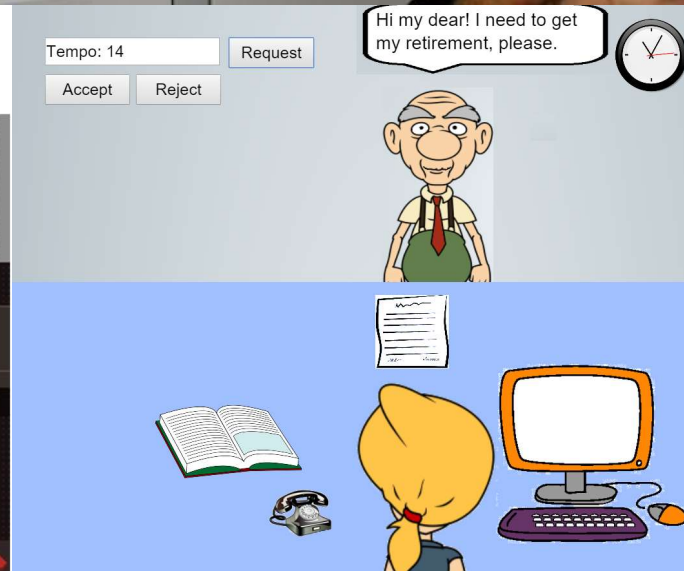 Hi my dear! I need to get
my retirement, please.
Tempo: 14
Request
Accept
Reject